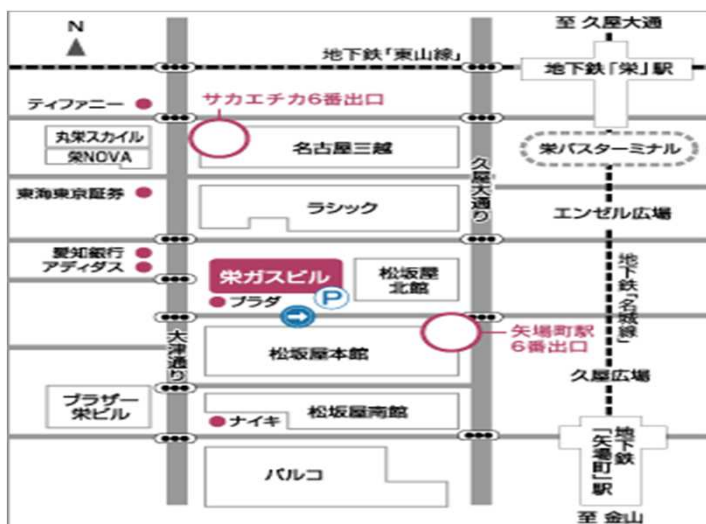 至 久屋大通
N
地下鉄「東山線」
地下鉄「栄」駅
ティファニー
サカエチカ6番出口
丸栄スカイル
栄NOVA
名古屋三越
久屋大通り
栄バスターミナル
東海東京証券
ラシック
エンゼル広場
愛知銀行
アディダス
栄ガスビル
松坂屋
北館
地下鉄「名城線」
P
プラダ
大津通り
松坂屋本館
矢場町駅
6番出口
久屋広場
ブラザー
栄ビル
ナイキ
松坂屋南館
地下鉄
「矢場町」駅
パルコ
至 金山